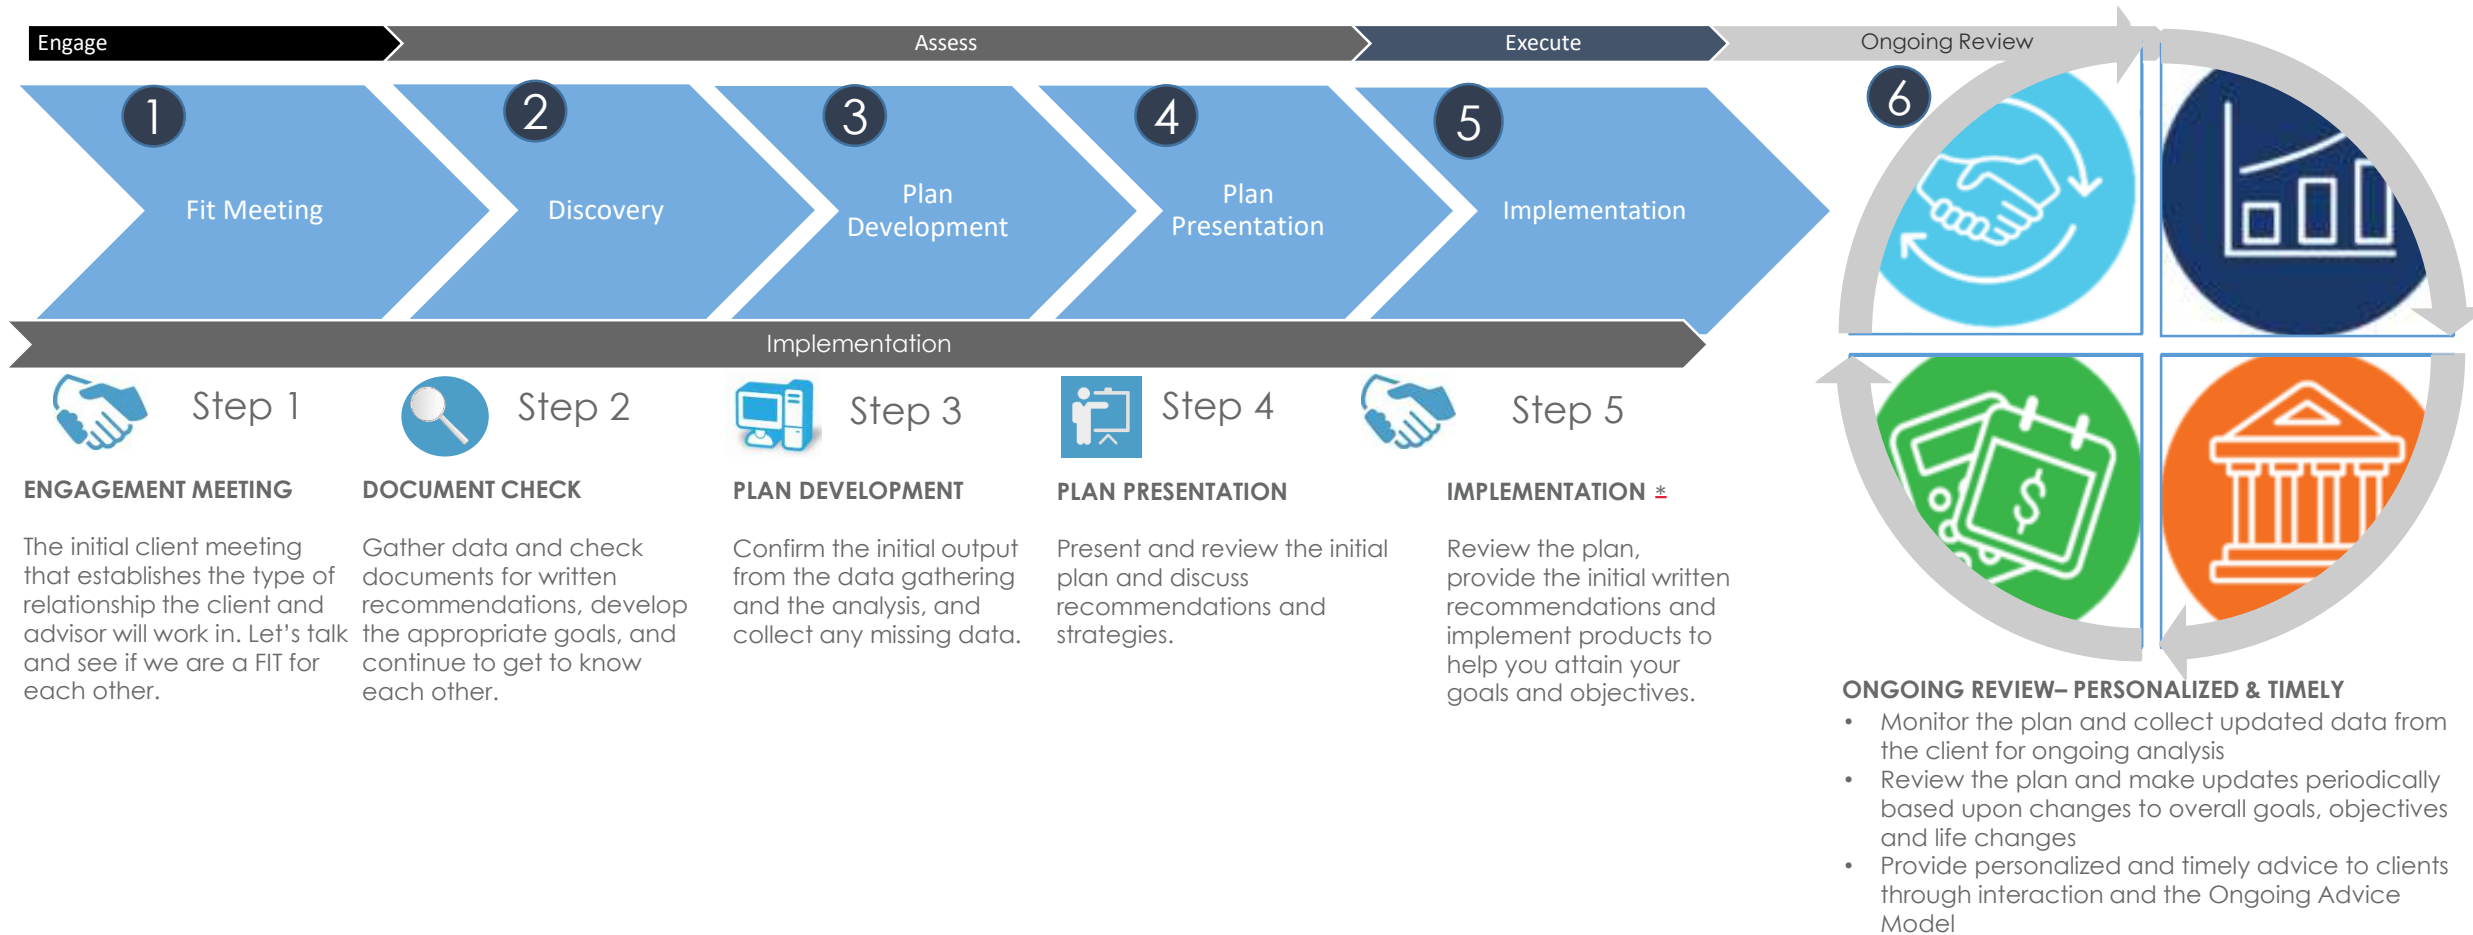 Engage
Assess
Execute
Ongoing Review
1
2
3
4
5
6
Fit Meeting
Discovery
Plan
Development
Plan
Presentation
Implementation
Implementation
Step 1
Step 2
Step 3
Step 4
Step 5
ENGAGEMENT MEETING
The initial client meeting
that establishes the type of
relationship the client and
advisor will work in. Let’s talk
and see if we are a FIT for
each other.
DOCUMENT CHECK
Gather data and check
documents for written
recommendations, develop
the appropriate goals, and
continue to get to know
each other.
PLAN DEVELOPMENT
Confirm the initial output
from the data gathering
and the analysis, and
collect any missing data.
PLAN PRESENTATION
Present and review the initial
plan and discuss
recommendations and
strategies.
IMPLEMENTATION *
Review the plan,
provide the initial written
recommendations and
implement products to
help you attain your
goals and objectives.
$
ONGOING REVIEW– PERSONALIZED & TIMELY
• Monitor the plan and collect updated data from
the client for ongoing analysis
• Review the plan and make updates periodically
based upon changes to overall goals, objectives
and life changes
• Provide personalized and timely advice to clients
through interaction and the Ongoing Advice
Model